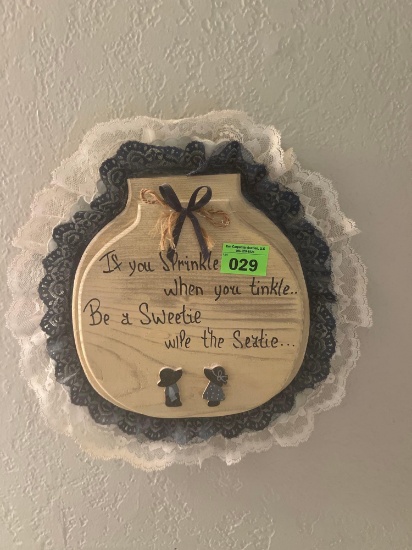 029
If you Sprinkle
when you tinkle..
Be a Sweetie
wipe the Seatie...